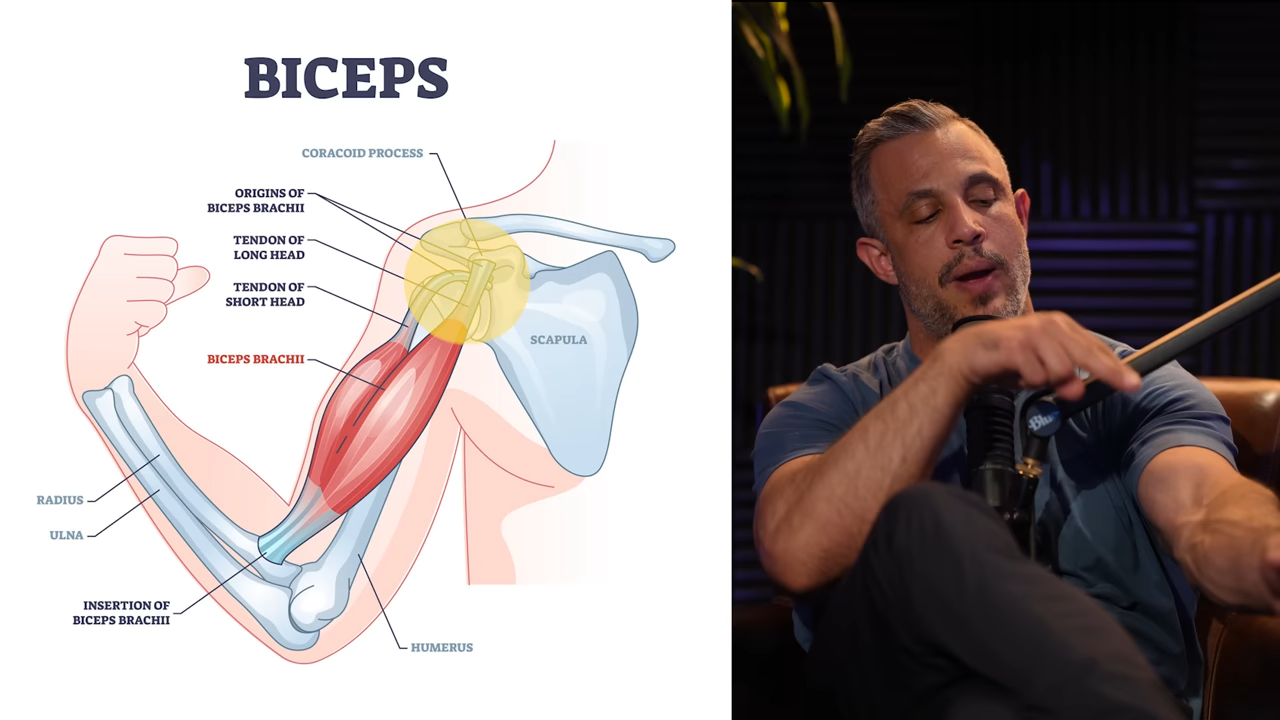 BICEPS
CORACOID PROCESS
ORIGINS OF
BICEPS BRACHII
TENDON OF
LONG HEAD
TENDON OF
SHORT HEAD
BICEPS BRACHII
SCAPULA
RADIUS
ULNA
INSERTION OF
BICEPS BRACHII
HUMERUS
Blue